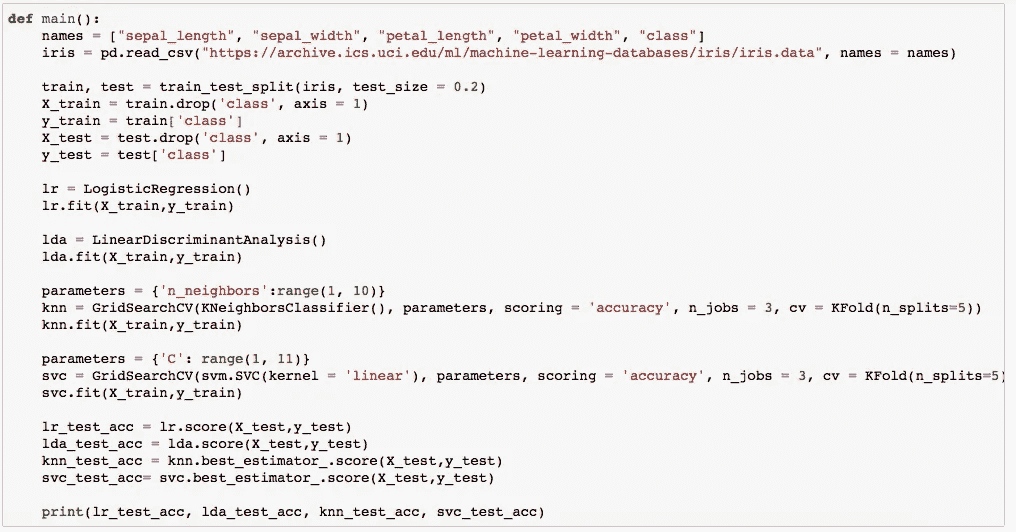 def main():
    names = ["sepal_length", "sepal_width", "petal_length", "petal_width", "class"]
    iris = pd.read_csv("https://archive.ics.uci.edu/ml/machine-learning-databases/iris/iris.data", names = names)
    train, test = train_test_split(iris, test_size = 0.2)
    X_train = train.drop('class', axis = 1)
    y_train = train['class']
    X_test = test.drop('class', axis = 1)
    y_test = test['class']
    lr = LogisticRegression()
    lr.fit(X_train,y_train)
    lda = LinearDiscriminantAnalysis()
    lda.fit(X_train,y_train)
    parameters = {'n_neighbors':range(1, 10)}
    knn = GridSearchCV(KNeighborsClassifier(), parameters, scoring = 'accuracy', n_jobs = 3, cv = KFold(n_splits=5))
    knn.fit(X_train,y_train)
    parameters = {'C': range(1, 11)}
    svc = GridSearchCV(svm.SVC(kernel = 'linear'), parameters, scoring = 'accuracy', n_jobs = 3, cv = KFold(n_splits=5)
    svc.fit(X_train,y_train)
    lr_test_acc = lr.score(X_test,y_test)
    lda_test_acc = lda.score(X_test,y_test)
    knn_test_acc = knn.best_estimator_.score(X_test,y_test)
    svc_test_acc= svc.best_estimator_.score(X_test,y_test)
    print(lr_test_acc, lda_test_acc, knn_test_acc, svc_test_acc)